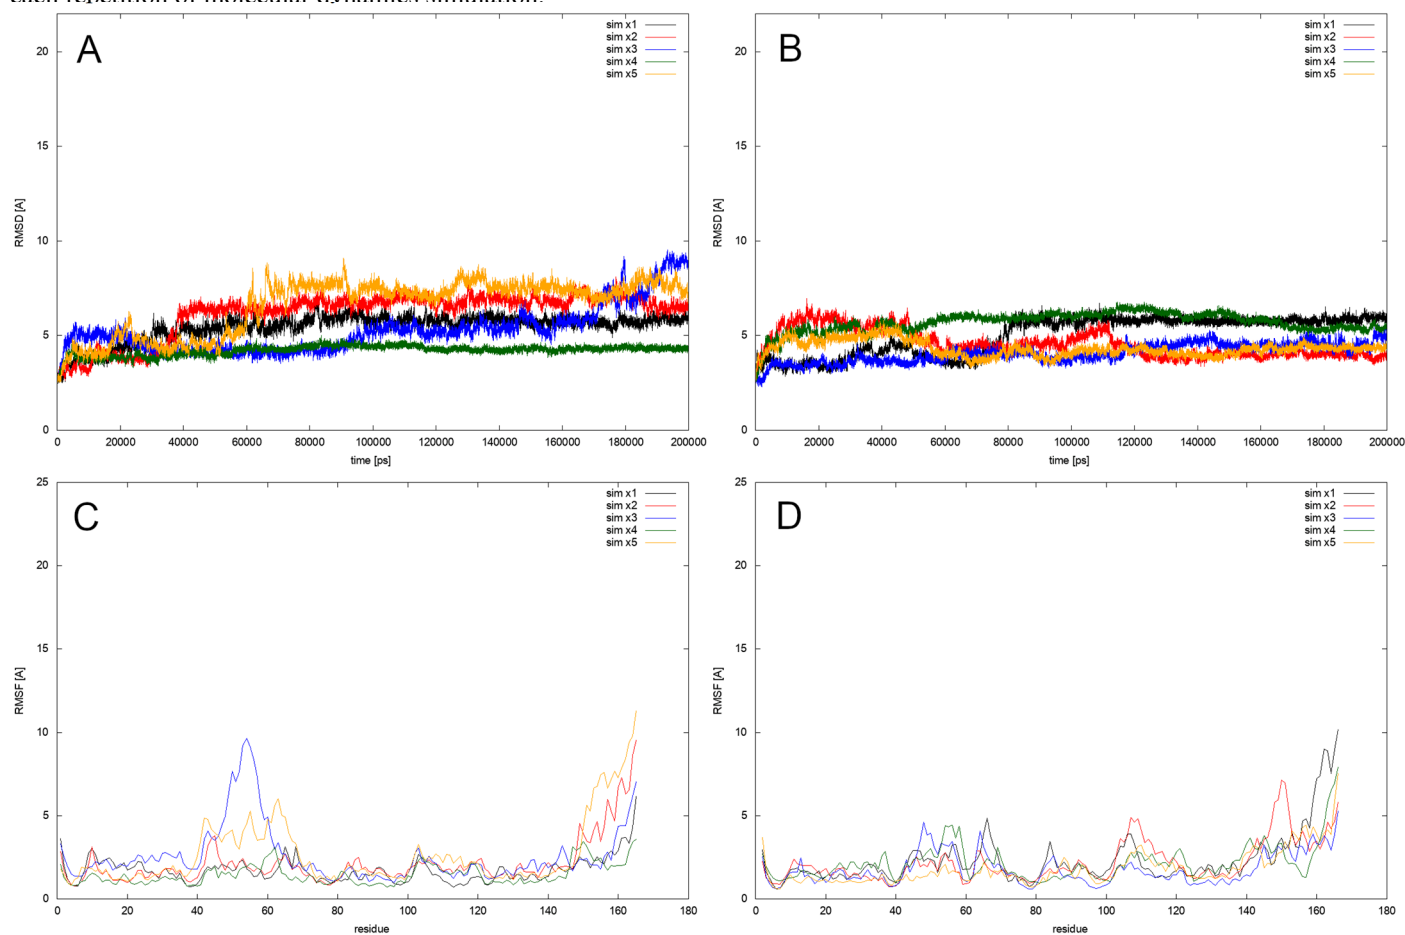 each repetition of molecular dynamics simulation.
A
sim x1
sim x2
sim x3
sim x4
sim x5
20
15
10
5
0
RMSD [A]
0 20000 40000 60000 80000 100000 120000 140000 160000 180000 200000
time [ps]
B
sim x1
sim x2
sim x3
sim x4
sim x5
20
15
10
5
0
RMSD [A]
0 20000 40000 60000 80000 100000 120000 140000 160000 180000 200000
time [ps]
C
sim x1
sim x2
sim x3
sim x4
sim x5
25
20
15
10
5
0
RMSF [A]
0 20 40 60 80 100 120 140 160 180
residue
D
sim x1
sim x2
sim x3
sim x4
sim x5
25
20
15
10
5
0
RMSF [A]
0 20 40 60 80 100 120 140 160 180
residue